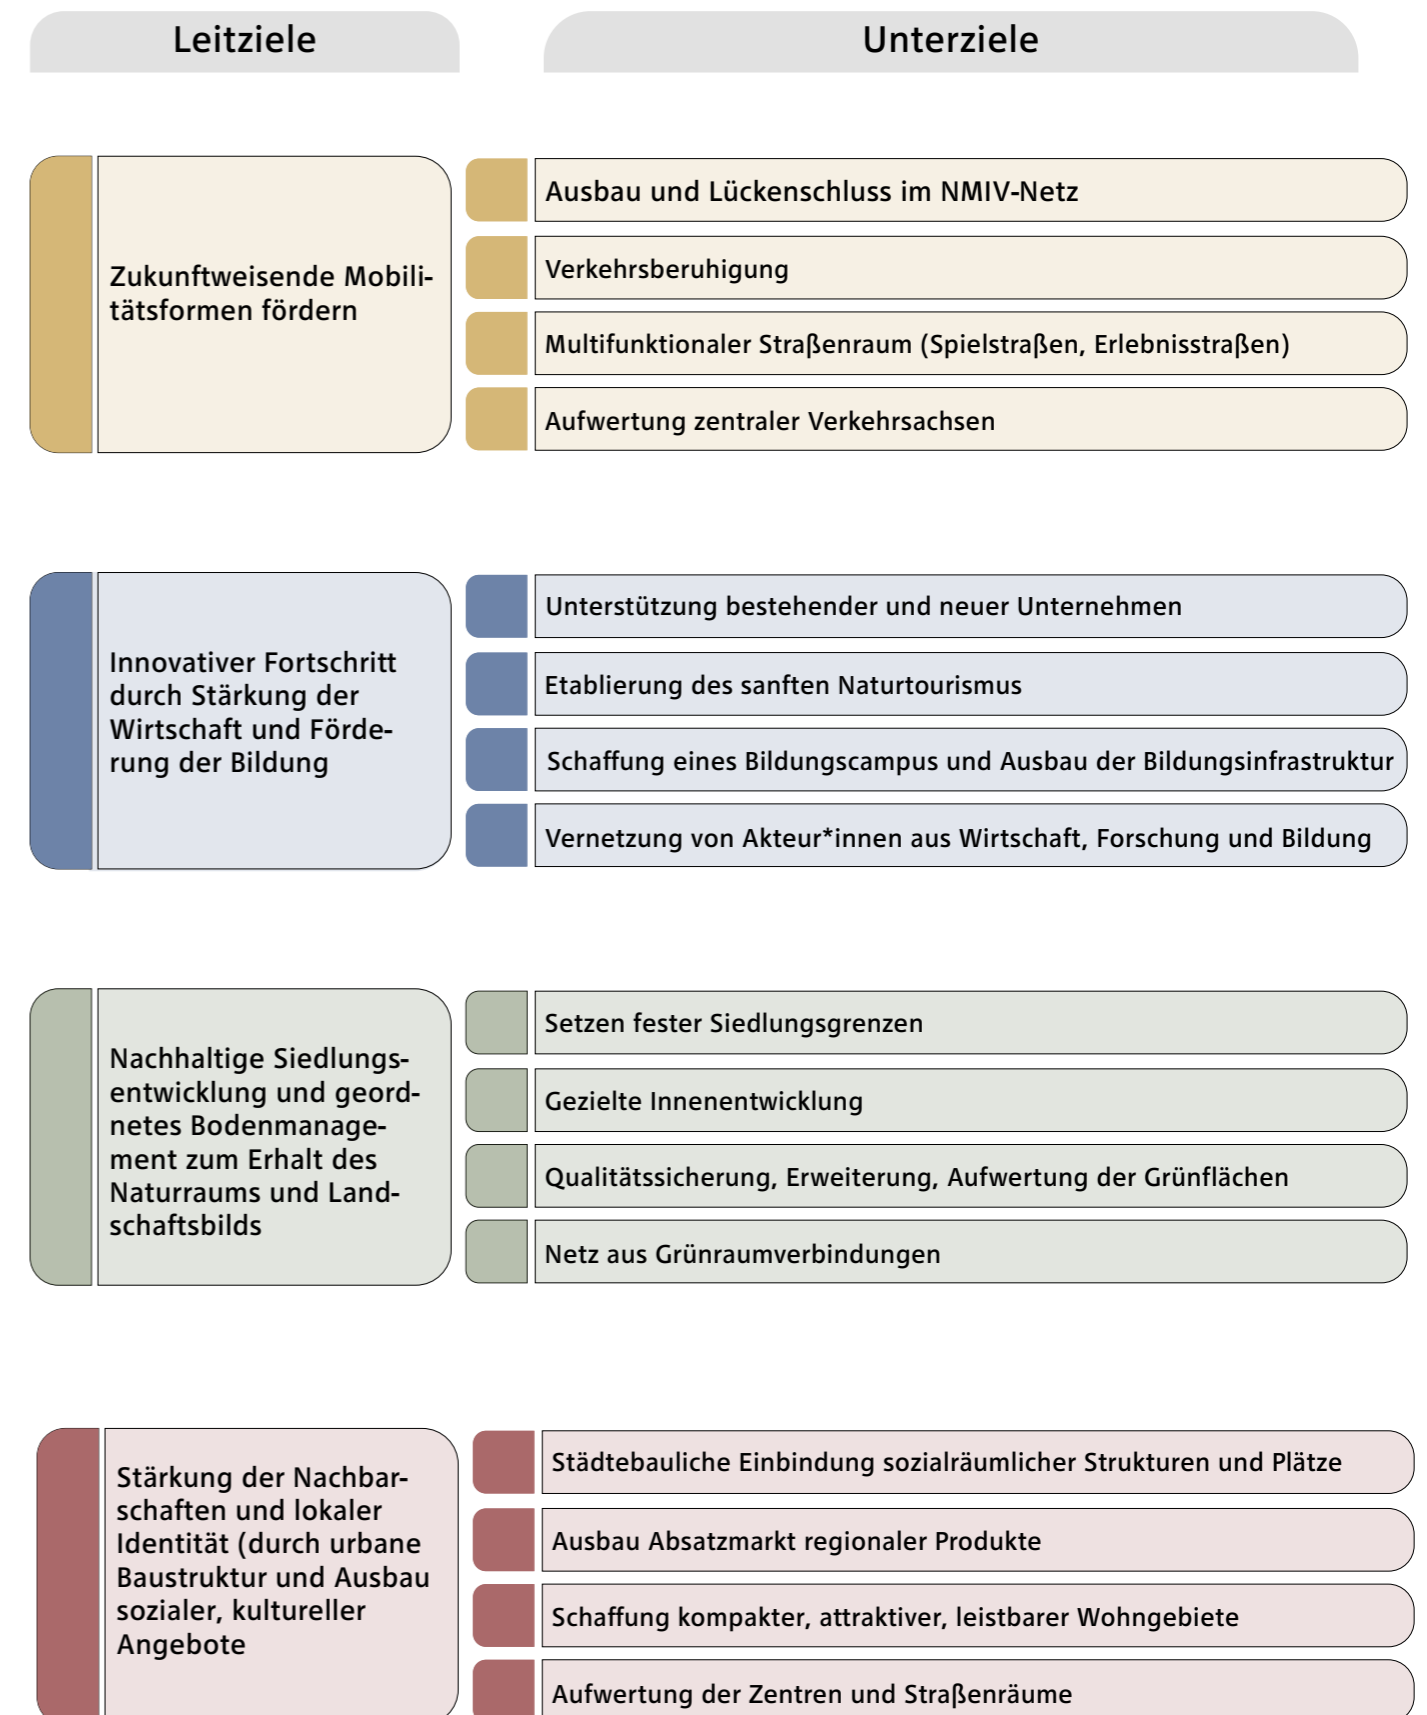 Leitziele
Unterziele
Zukunftweisende Mobili-
tätsformen fördern
Ausbau und Lückenschluss im NMIV-Netz
Verkehrsberuhigung
Multifunktionaler Straßenraum (Spielstraßen, Erlebnisstraßen)
Aufwertung zentraler Verkehrsachsen
Innovativer Fortschritt
durch Stärkung der
Wirtschaft und Förde-
rung der Bildung
Unterstützung bestehender und neuer Unternehmen
Etablierung des sanften Naturtourismus
Schaffung eines Bildungscampus und Ausbau der Bildungsinfrastruktur
Vernetzung von Akteur*innen aus Wirtschaft, Forschung und Bildung
Nachhaltige Siedlungs-
entwicklung und geord-
netes Bodenmanage-
ment zum Erhalt des
Naturraums und Land-
schaftsbilds
Setzen fester Siedlungsgrenzen
Gezielte Innenentwicklung
Qualitätssicherung, Erweiterung, Aufwertung der Grünflächen
Netz aus Grünraumverbindungen
Stärkung der Nachbar-
schaften und lokaler
Identität (durch urbane
Baustruktur und Ausbau
sozialer, kultureller
Angebote
Städtebauliche Einbindung sozialräumlicher Strukturen und Plätze
Ausbau Absatzmarkt regionaler Produkte
Schaffung kompakter, attraktiver, leistbarer Wohngebiete
Aufwertung der Zentren und Straßenräume